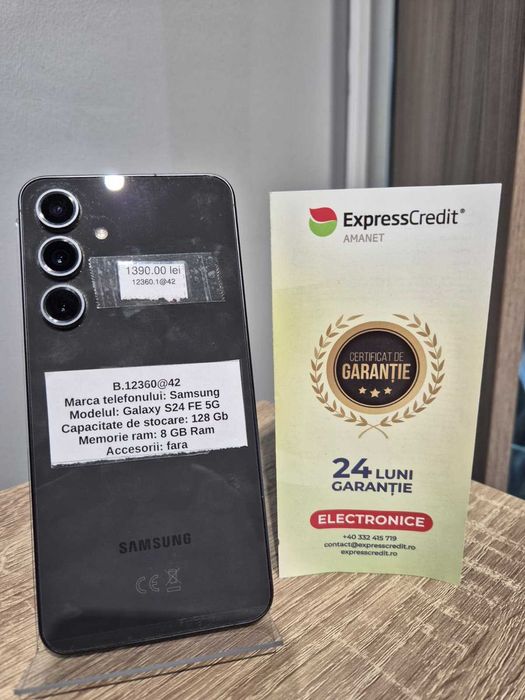 1390.00 lei
12360.1@42
B.12360@42
Marca telefonului: Samsung
Modelul: Galaxy S24 FE 5G
Capacitate de stocare: 128 Gb
Memorie ram: 8 GB Ram
Accesorii: fara
SAMSUNG
CE
ExpressCredit®
AMANET
CERTIFICAT DE
GARANȚIE
24 LUNI
GARANȚIE
ELECTRONICE
+40 332 415 719
contact@expresscredit.ro
expresscredit.ro